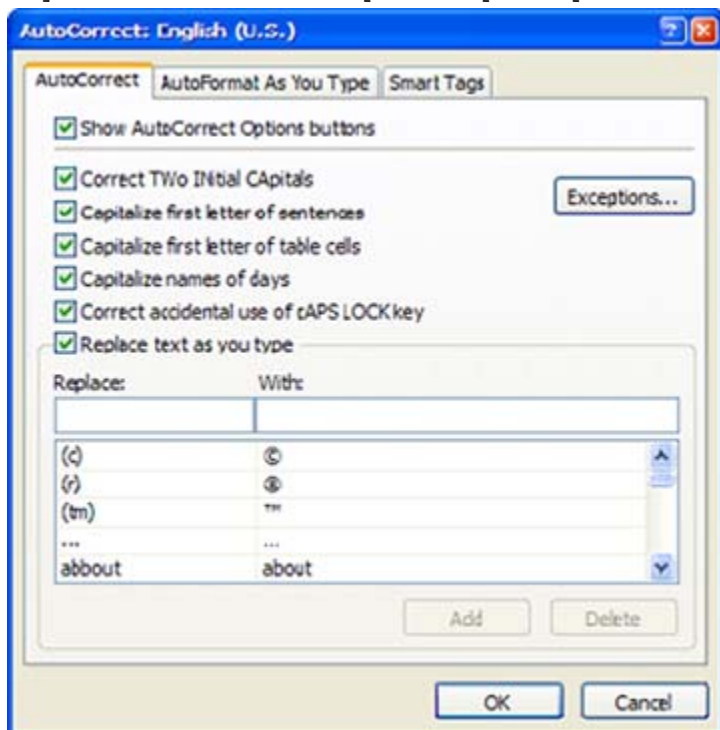 AutoCorrect: English (U.S.)
AutoCorrect AutoFormat As You Type Smart Tags
Show AutoCorrect Options buttons
Correct TWo INitial CApitals
Exceptions...
Capitalize first letter of sentences
Capitalize first letter of table cells
Capitalize names of days
Correct accidental use of cAPS LOCK key
Replace text as you type
Replace: With:
(c) ©
(r) ®
(tm) ™
... ...
abbout about
Add Delete
OK Cancel